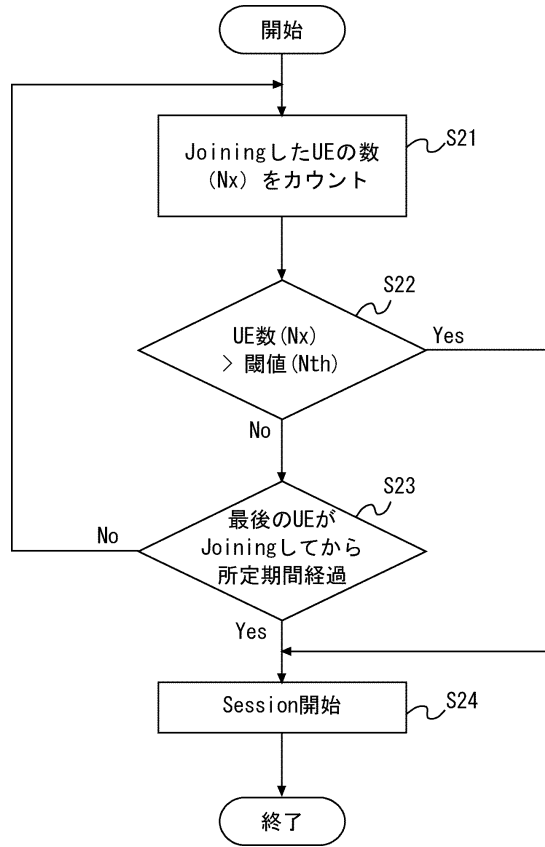 開始
JoiningしたUEの数
(Nx)をカウント
S21
S22
UE数(Nx)
> 閾値(Nth)
Yes
No
S23
最後のUEが
Joiningしてから
所定期間経過
No
Yes
Session開始
S24
終了